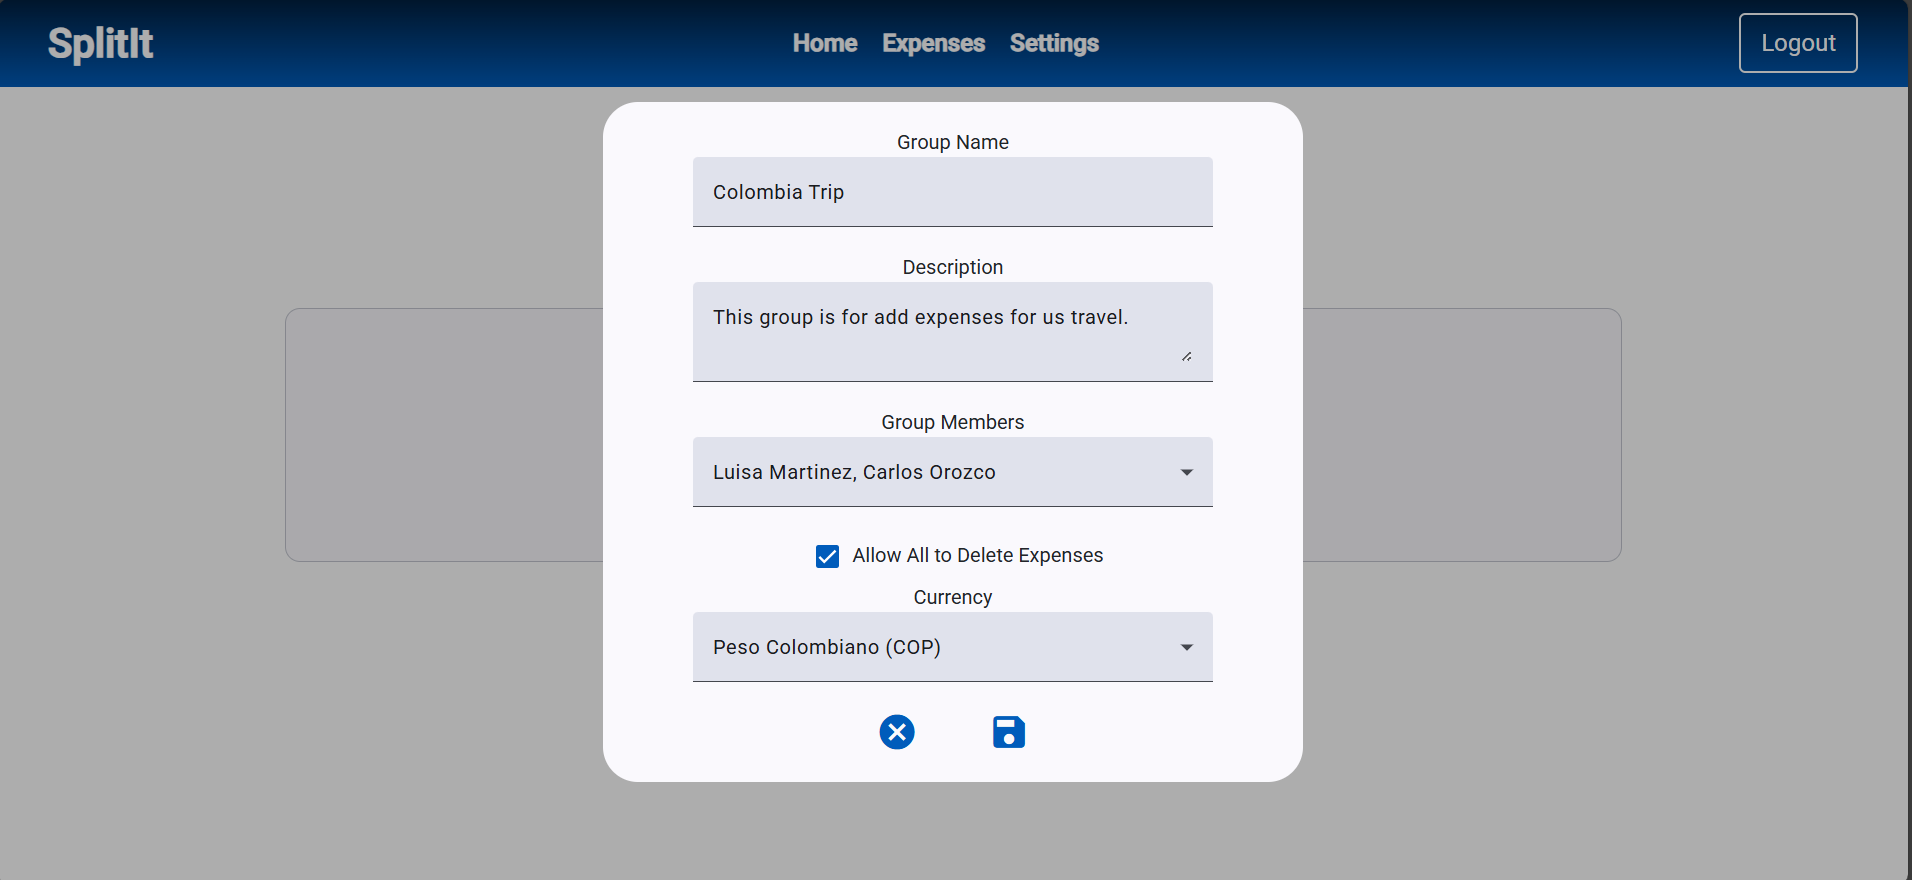 SplitIt
Home Expenses Settings
Logout
Group Name
Colombia Trip
Description
This group is for add expenses for us travel.
Group Members
Luisa Martinez, Carlos Orozco
Allow All to Delete Expenses
Currency
Peso Colombiano (COP)